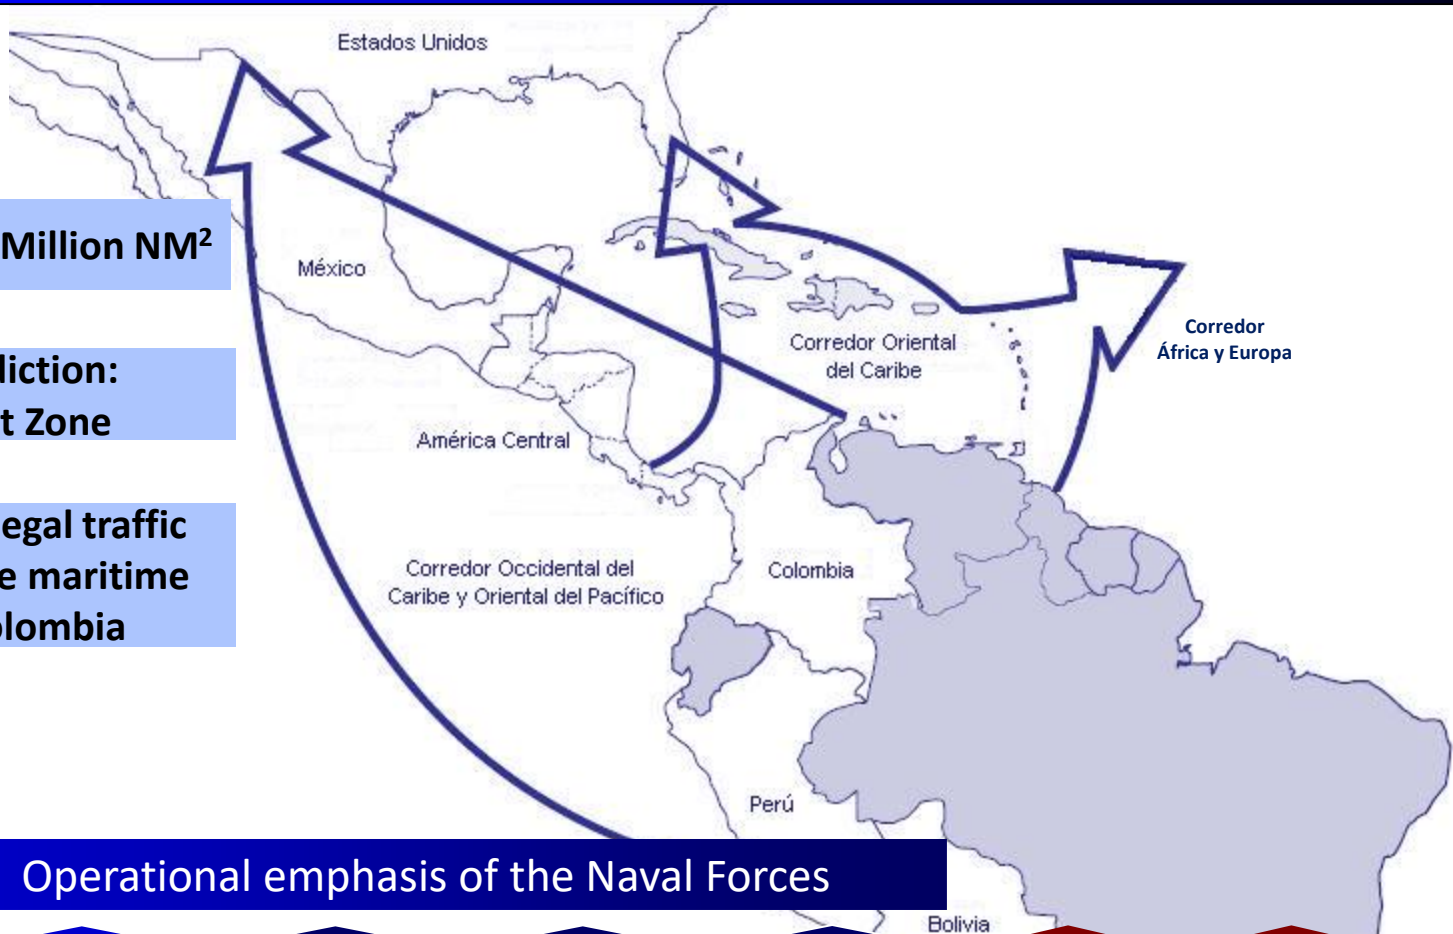 Estados Unidos
Million NM²
México
diction:
t Zone
Corredor Oriental
del Caribe
Corredor
África y Europa
América Central
egal traffic
e maritime
lombia
Corredor Occidental del
Caribe y Oriental del Pacífico
Colombia
Perú
Operational emphasis of the Naval Forces
Bolivia